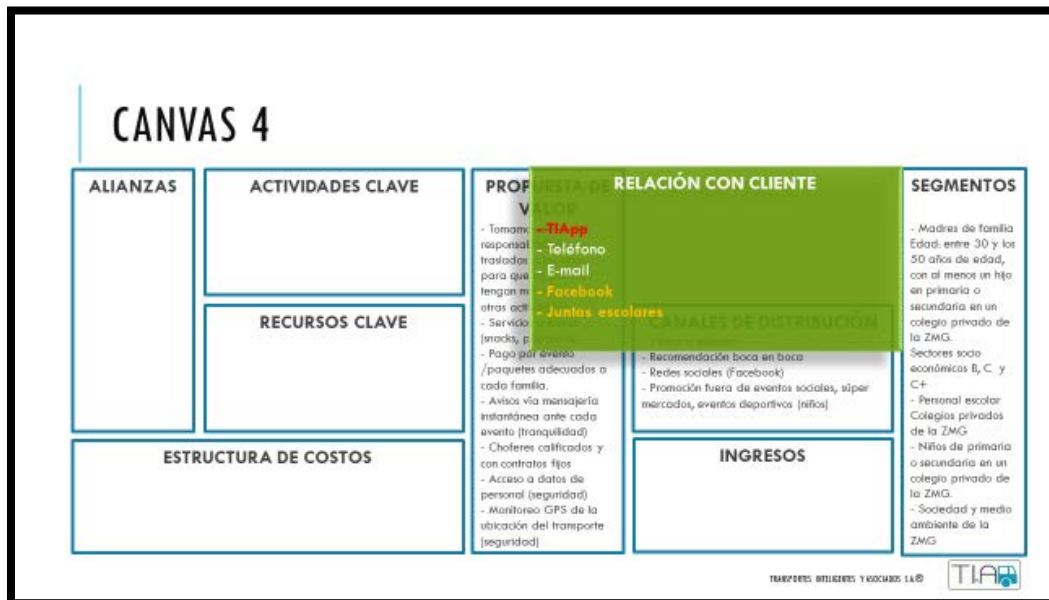 CANVAS 4
ALIANZAS
ACTIVIDADES CLAVE
RECURSOS CLAVE
PROPUESTA DE
VALOR
- Tomamo
responsa
traslados
para que
tengan m
otras act
- Servicio
(snacks, p
- Pago por evento
/paquetes adecuados a
cada familia.
- Avisos vía mensajería
instantánea ante cada
evento (tranquilidad)
- Choferes calificados y
con contratos fijos
- Acceso a datos de
personal (seguridad)
- Monitoreo GPS de la
ubicación del transporte
(seguridad)
RELACIÓN CON CLIENTE
- TIApp
- Teléfono
- E-mail
- Facebook
- Juntas escolares
CANALES DE DISTRIBUCIÓN
- Recomendación boca en boca
- Redes sociales (Facebook)
- Promoción fuera de eventos sociales, súper
mercados, eventos deportivos (niños)
SEGMENTOS
- Madres de familia
Edad: entre 30 y los
50 años de edad,
con al menos un hijo
en primaria o
secundaria en un
colegio privado de
la ZMG.
Sectores socio
económicos B, C y
C+
- Personal escolar
Colegios privados
de la ZMG
- Niños de primaria
o secundaria en un
colegio privado de
la ZMG.
- Sociedad y medio
ambiente de la
ZMG
ESTRUCTURA DE COSTOS
INGRESOS
TRANSPORTES INTELIGENTES Y ASOCIADOS S.A.®
TIA